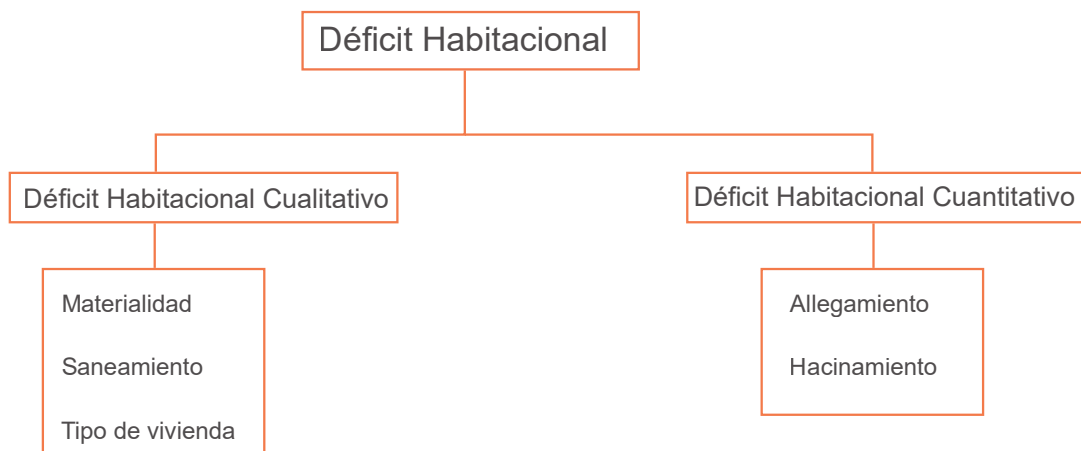 Déficit Habitacional
Déficit Habitacional Cualitativo
Materialidad
Saneamiento
Tipo de vivienda
Déficit Habitacional Cuantitativo
Allegamiento
Hacinamiento